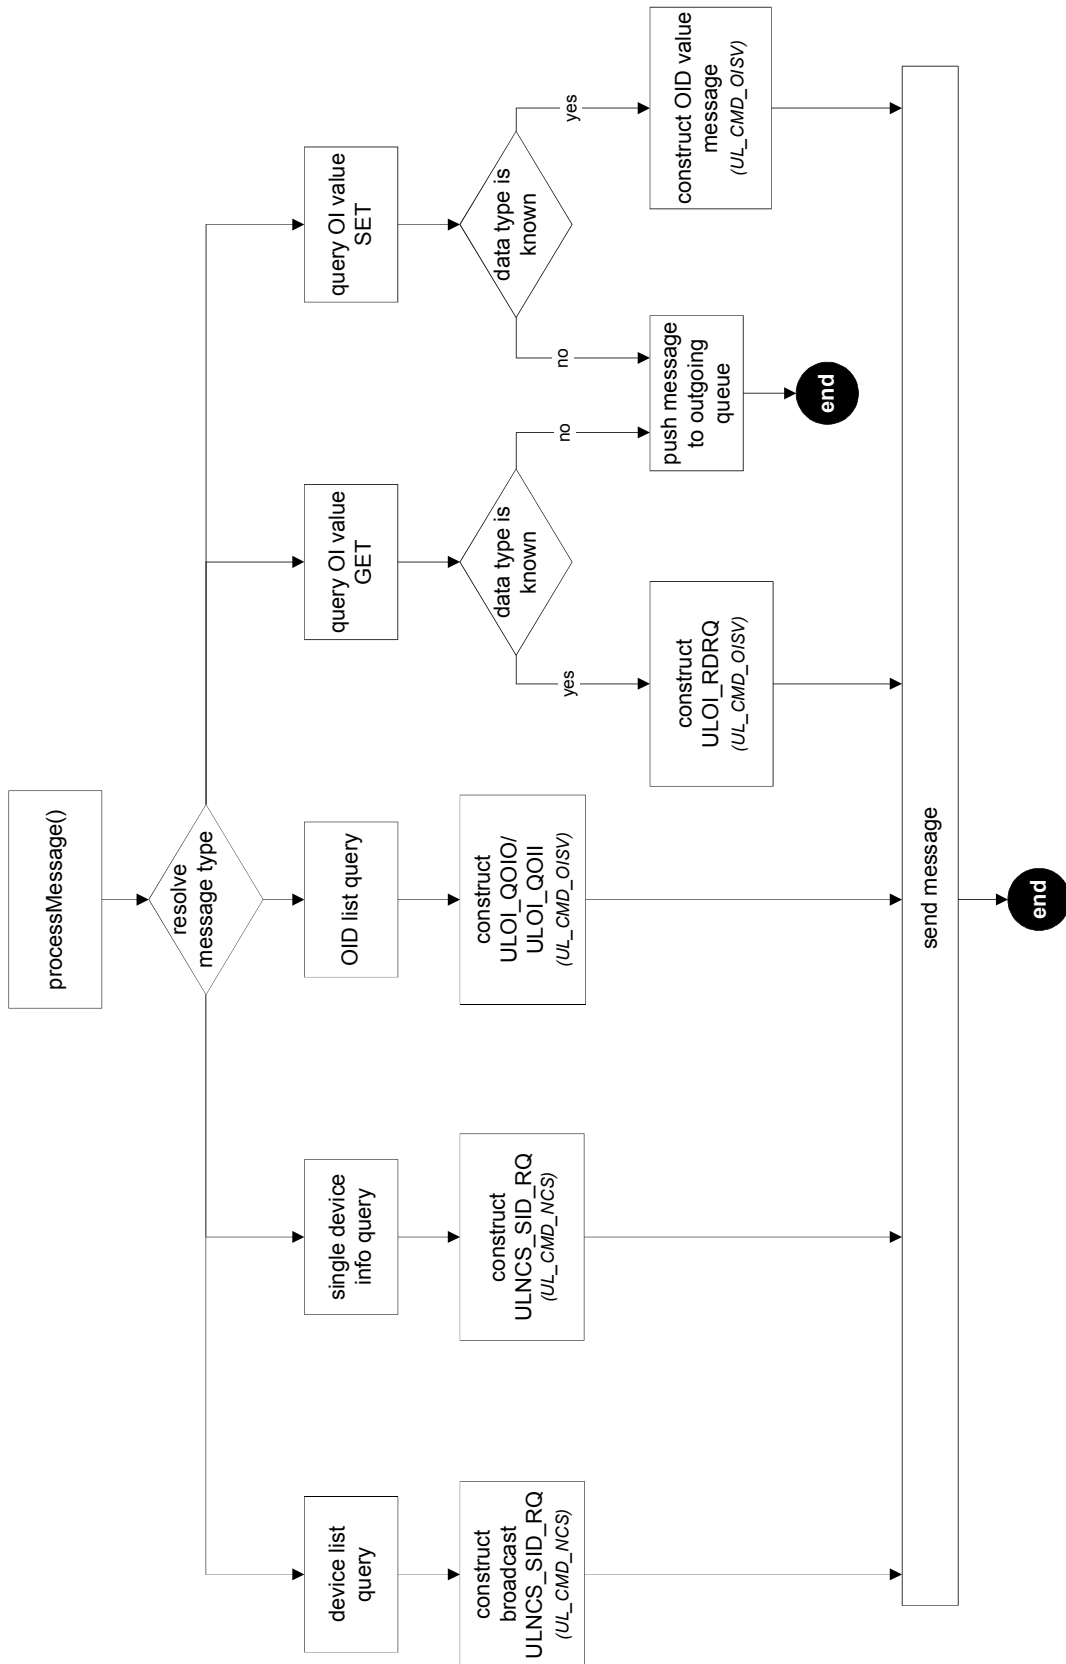 processMessage()
resolve
message type
device list
query
single device
info query
OID list query
query OI value
GET
query OI value
SET
construct
broadcast
ULNCS_SID_RQ
(UL_CMD_NCS)
construct
ULNCS_SID_RQ
(UL_CMD_NCS)
construct
ULOI_QOIO/
ULOI_QOII
(UL_CMD_OISV)
data type is
known
data type is
known
yes
no
no
yes
construct
ULOI_RDRQ
(UL_CMD_OISV)
push message
to outgoing
queue
construct OID value
message
(UL_CMD_OISV)
end
send message
end